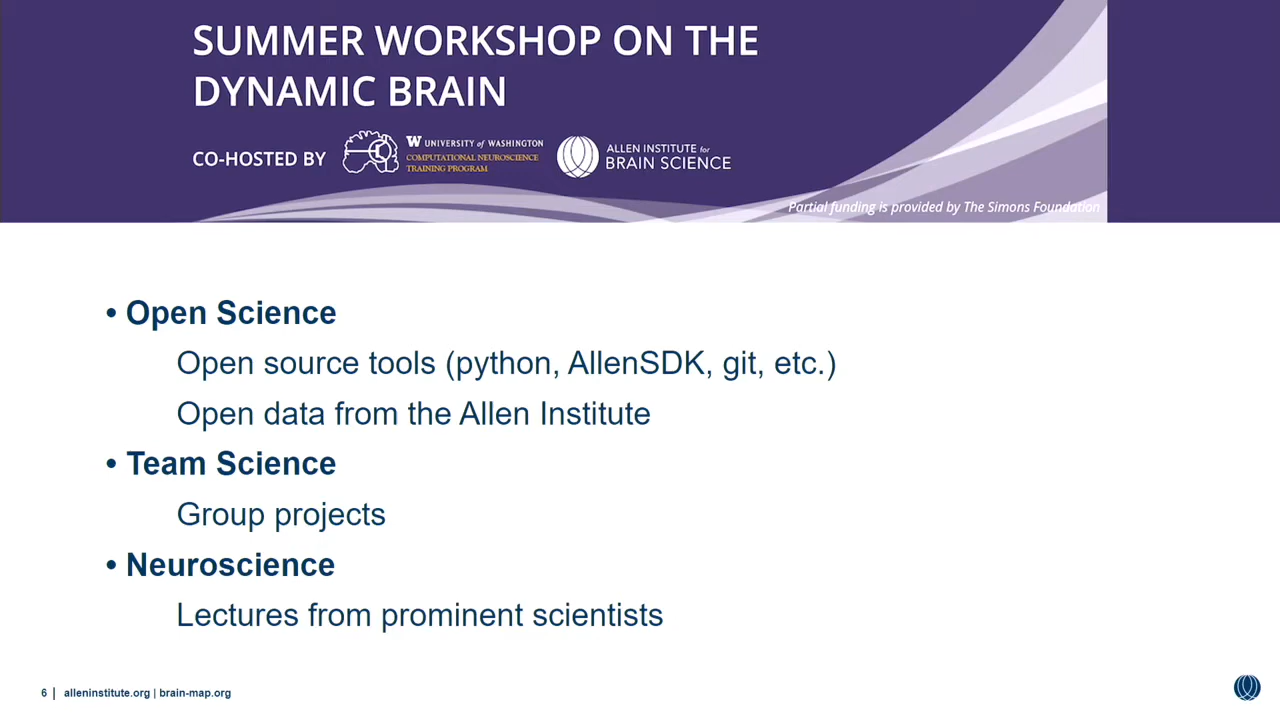 SUMMER WORKSHOP ON THE
DYNAMIC BRAIN
CO-HOSTED BY
W UNIVERSITY of WASHINGTON
COMPUTATIONAL NEUROSCIENCE
TRAINING PROGRAM
ALLEN INSTITUTE for
BRAIN SCIENCE
Partial funding is provided by The Simons Foundation
• Open Science
Open source tools (python, AllenSDK, git, etc.)
Open data from the Allen Institute
• Team Science
Group projects
• Neuroscience
Lectures from prominent scientists
6 | alleninstitute.org | brain-map.org